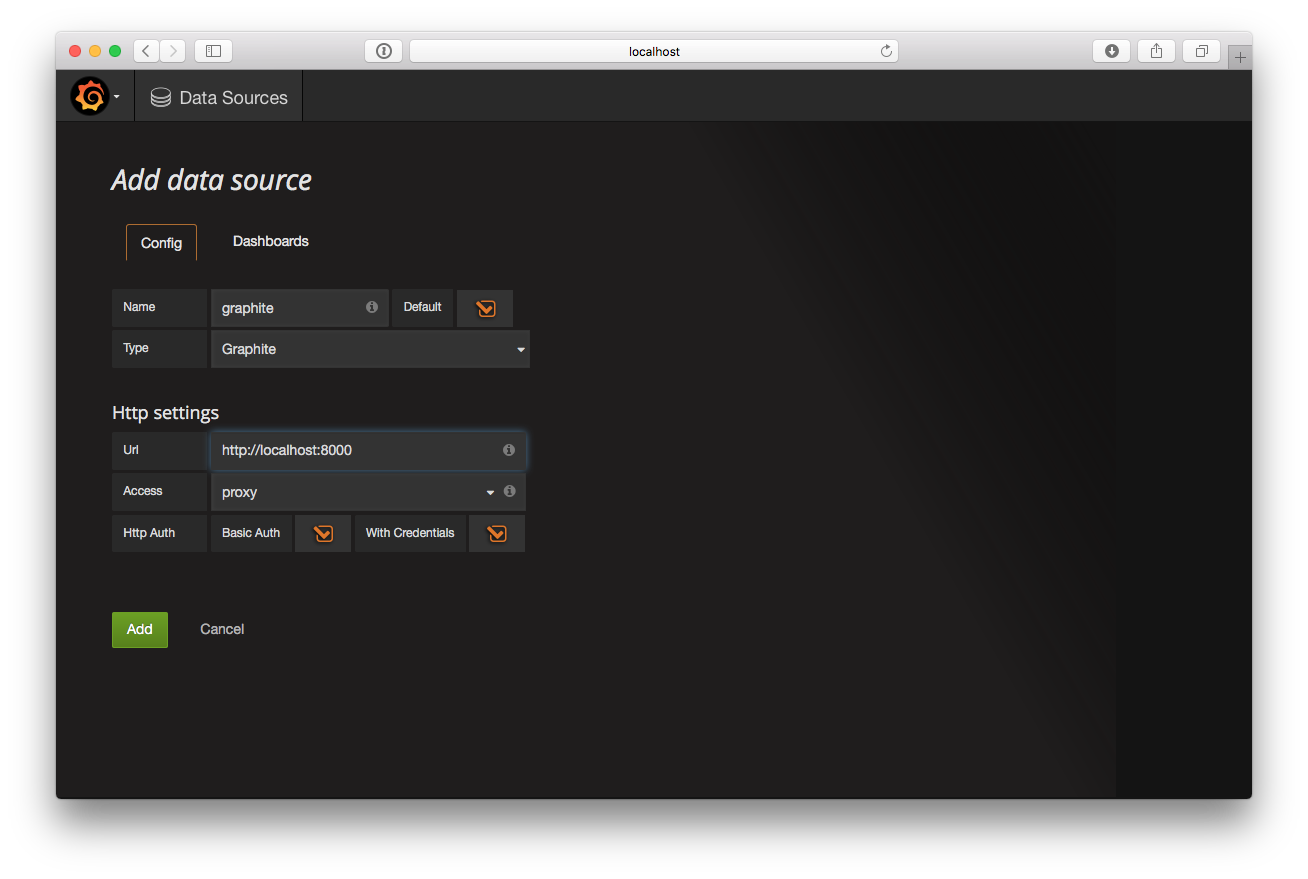 localhost
Data Sources
Add data source
Config Dashboards
Name graphite Default
Type Graphite
Http settings
Url http://localhost:8000
Access proxy
Http Auth Basic Auth With Credentials
Add Cancel